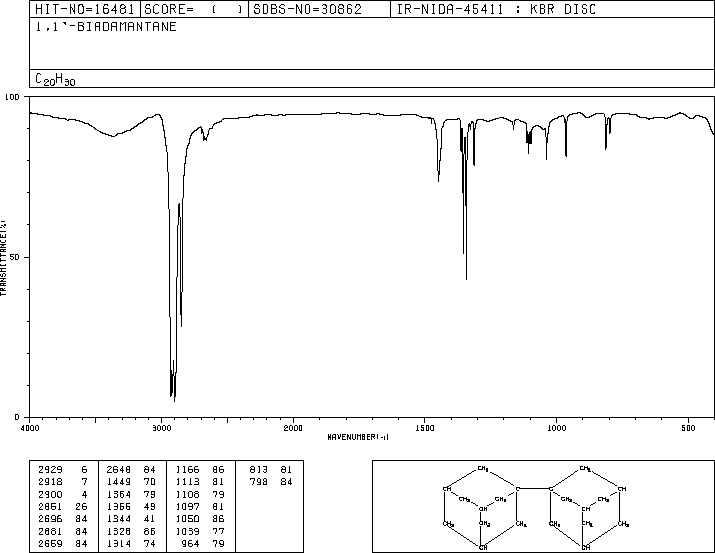 HIT-NO=16481 SCORE= ( ) SDBS-NO=30862 IR-NIDA-45411 : KBR DISC
1,1'-BIADAMANTANE
C20H30
100
50
0
TRANSMITTANCE(%)
4000 3000 2000 1500 1000 500
WAVENUMBER(-1)
2929 6 2648 84 1166 86 813 81
2918 7 1449 70 1113 81 798 84
2900 4 1364 79 1108 79
2851 26 1355 49 1097 81
2696 84 1344 41 1050 86
2681 84 1328 86 1039 77
2659 84 1314 74 964 79
CH2 CH2
CH C C CH
CH2 CH2 CH2 CH2
CH CH
CH2 CH2 CH2 CH2 CH2 CH2
CH CH